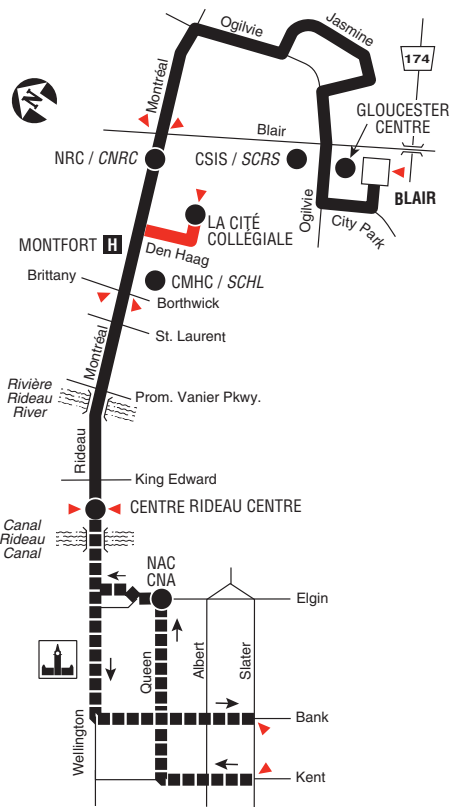 Ogilvie
Jasmine
174
Montréal
N
Blair
GLOUCESTER
CENTRE
NRC / CNRC
CSIS / SCRS
BLAIR
Ogilvie
City Park
LA CITÉ
COLLÉGIALE
MONTFORT H
Den Haag
Brittany
CMHC / SCHL
Borthwick
St. Laurent
Montréal
Rivière
Rideau
River
Prom. Vanier Pkwy.
Rideau
King Edward
CENTRE RIDEAU CENTRE
Canal
Rideau
Canal
NAC
CNA
Elgin
Queen
Albert
Slater
Wellington
Bank
Kent